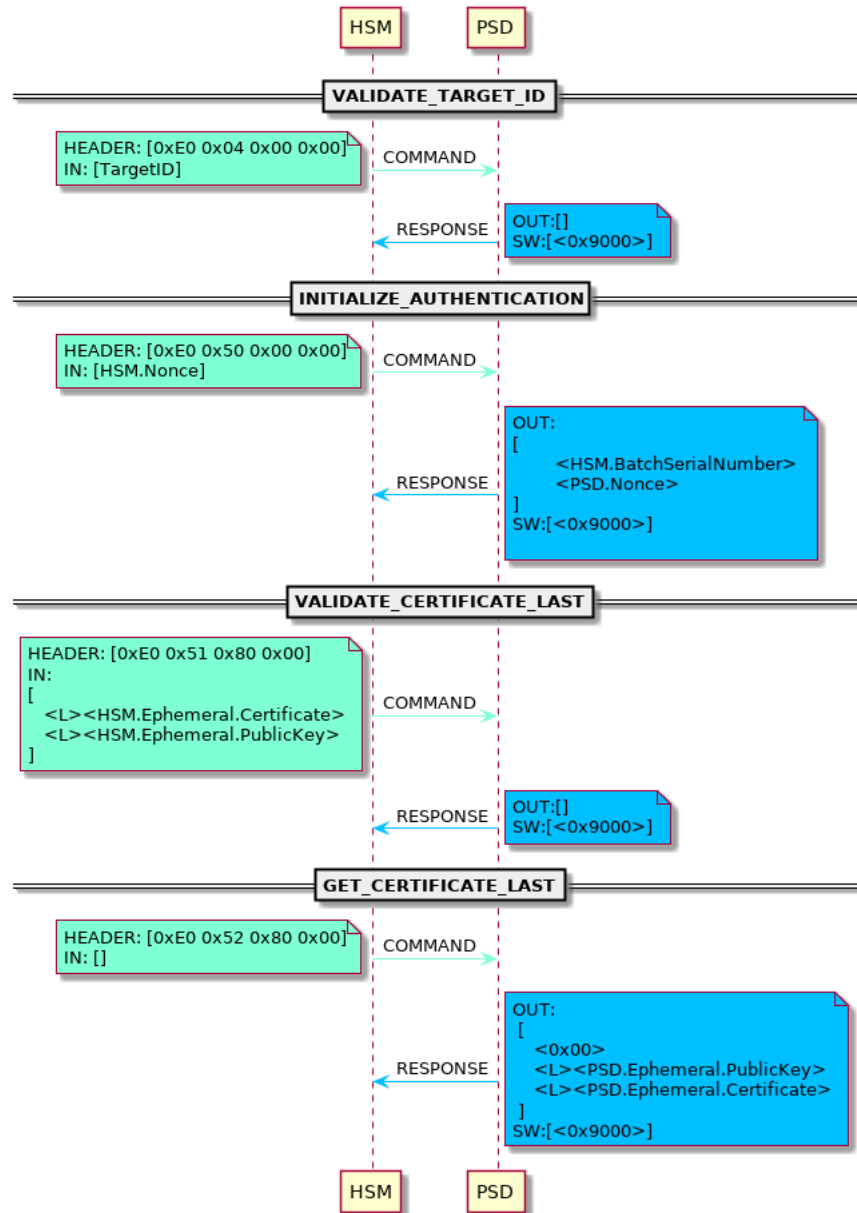 HSM PSD
VALIDATE_TARGET_ID
HEADER: [0xE0 0x04 0x00 0x00]
IN: [TargetID]
COMMAND
RESPONSE
OUT:[]
SW:[<0x9000>]
INITIALIZE_AUTHENTICATION
HEADER: [0xE0 0x50 0x00 0x00]
IN: [HSM.Nonce]
COMMAND
RESPONSE
OUT:
[
<HSM.BatchSerialNumber>
<PSD.Nonce>
]
SW:[<0x9000>]
VALIDATE_CERTIFICATE_LAST
HEADER: [0xE0 0x51 0x80 0x00]
IN:
[
<L><HSM.Ephemeral.Certificate>
<L><HSM.Ephemeral.PublicKey>
]
COMMAND
RESPONSE
OUT:[]
SW:[<0x9000>]
GET_CERTIFICATE_LAST
HEADER: [0xE0 0x52 0x80 0x00]
IN: []
COMMAND
RESPONSE
OUT:
[
<0x00>
<L><PSD.Ephemeral.PublicKey>
<L><PSD.Ephemeral.Certificate>
]
SW:[<0x9000>]
HSM PSD